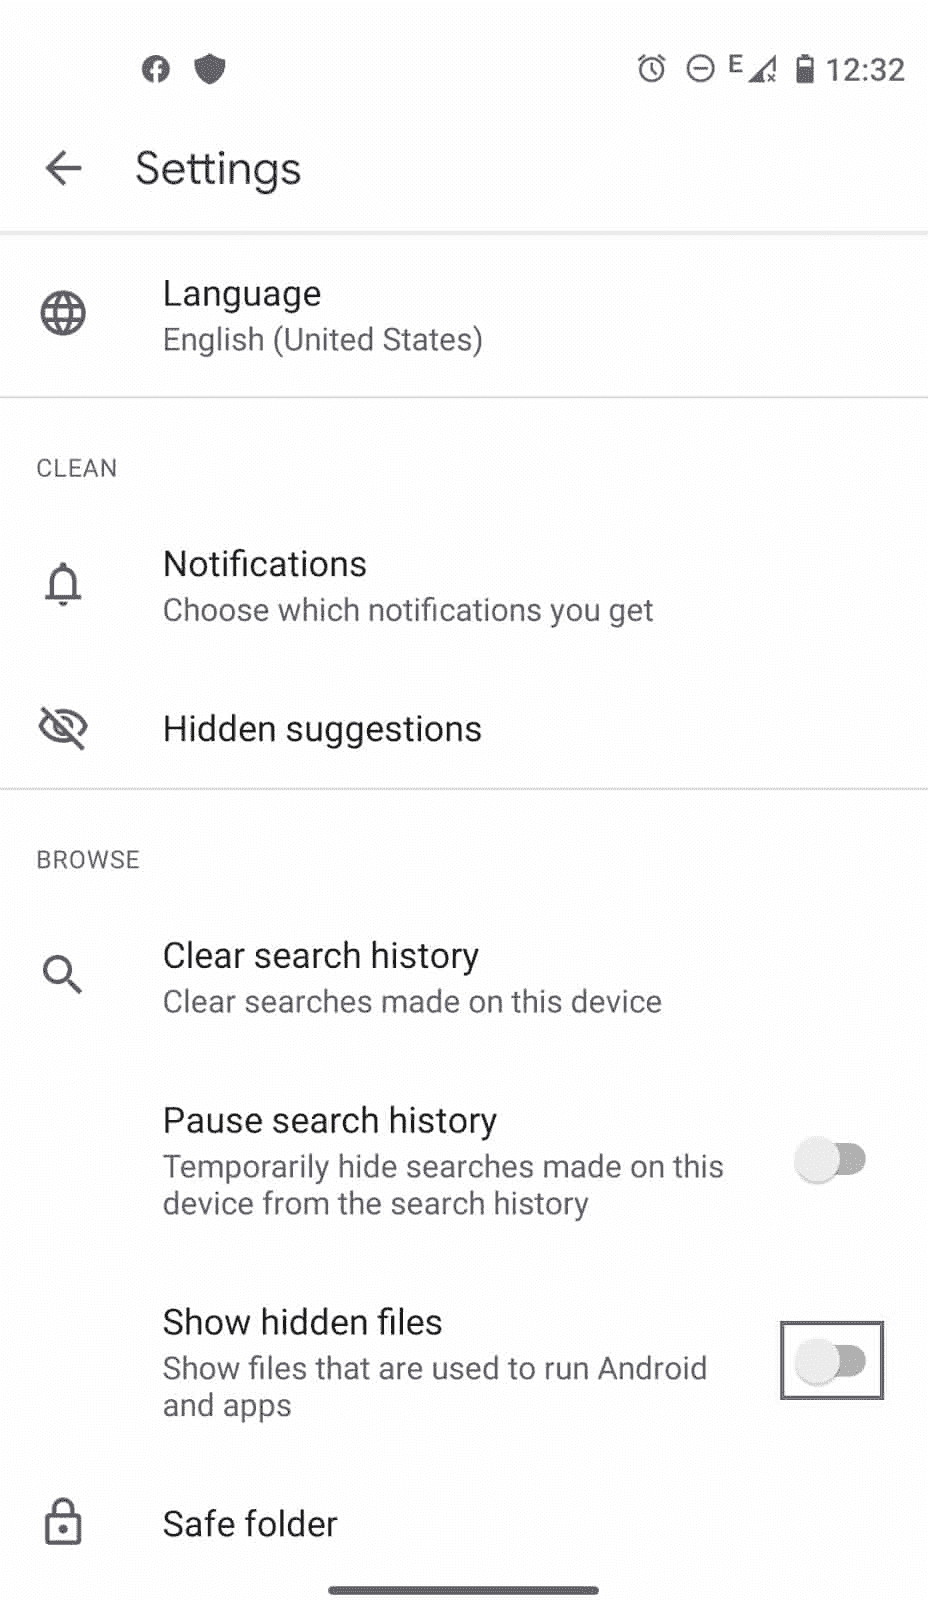 E 12:32
Settings
Language
English (United States)
CLEAN
Notifications
Choose which notifications you get
Hidden suggestions
BROWSE
Clear search history
Clear searches made on this device
Pause search history
Temporarily hide searches made on this
device from the search history
Show hidden files
Show files that are used to run Android
and apps
Safe folder